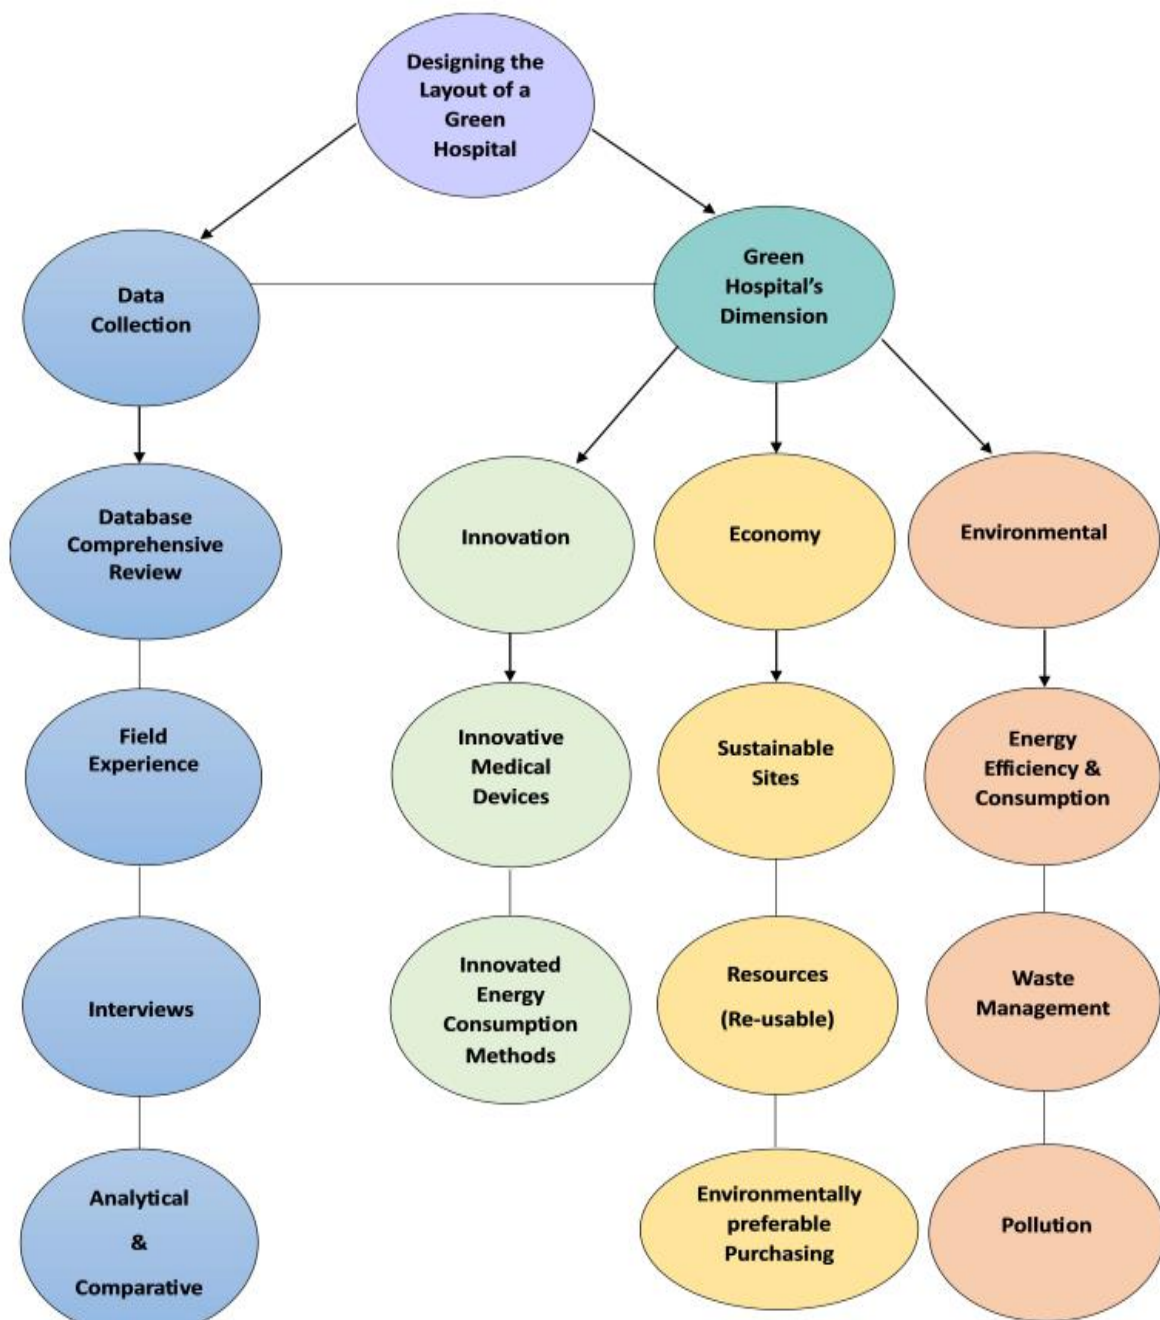 Designing the
Layout of a
Green
Hospital
Data
Collection
Green
Hospital's
Dimension
Database
Comprehensive
Review
Innovation
Economy
Environmental
Field
Experience
Innovative
Medical
Devices
Sustainable
Sites
Energy
Efficiency &
Consumption
Interviews
Innovated
Energy
Consumption
Methods
Resources
(Re-usable)
Waste
Management
Analytical
&
Comparative
Environmentally
preferable
Purchasing
Pollution